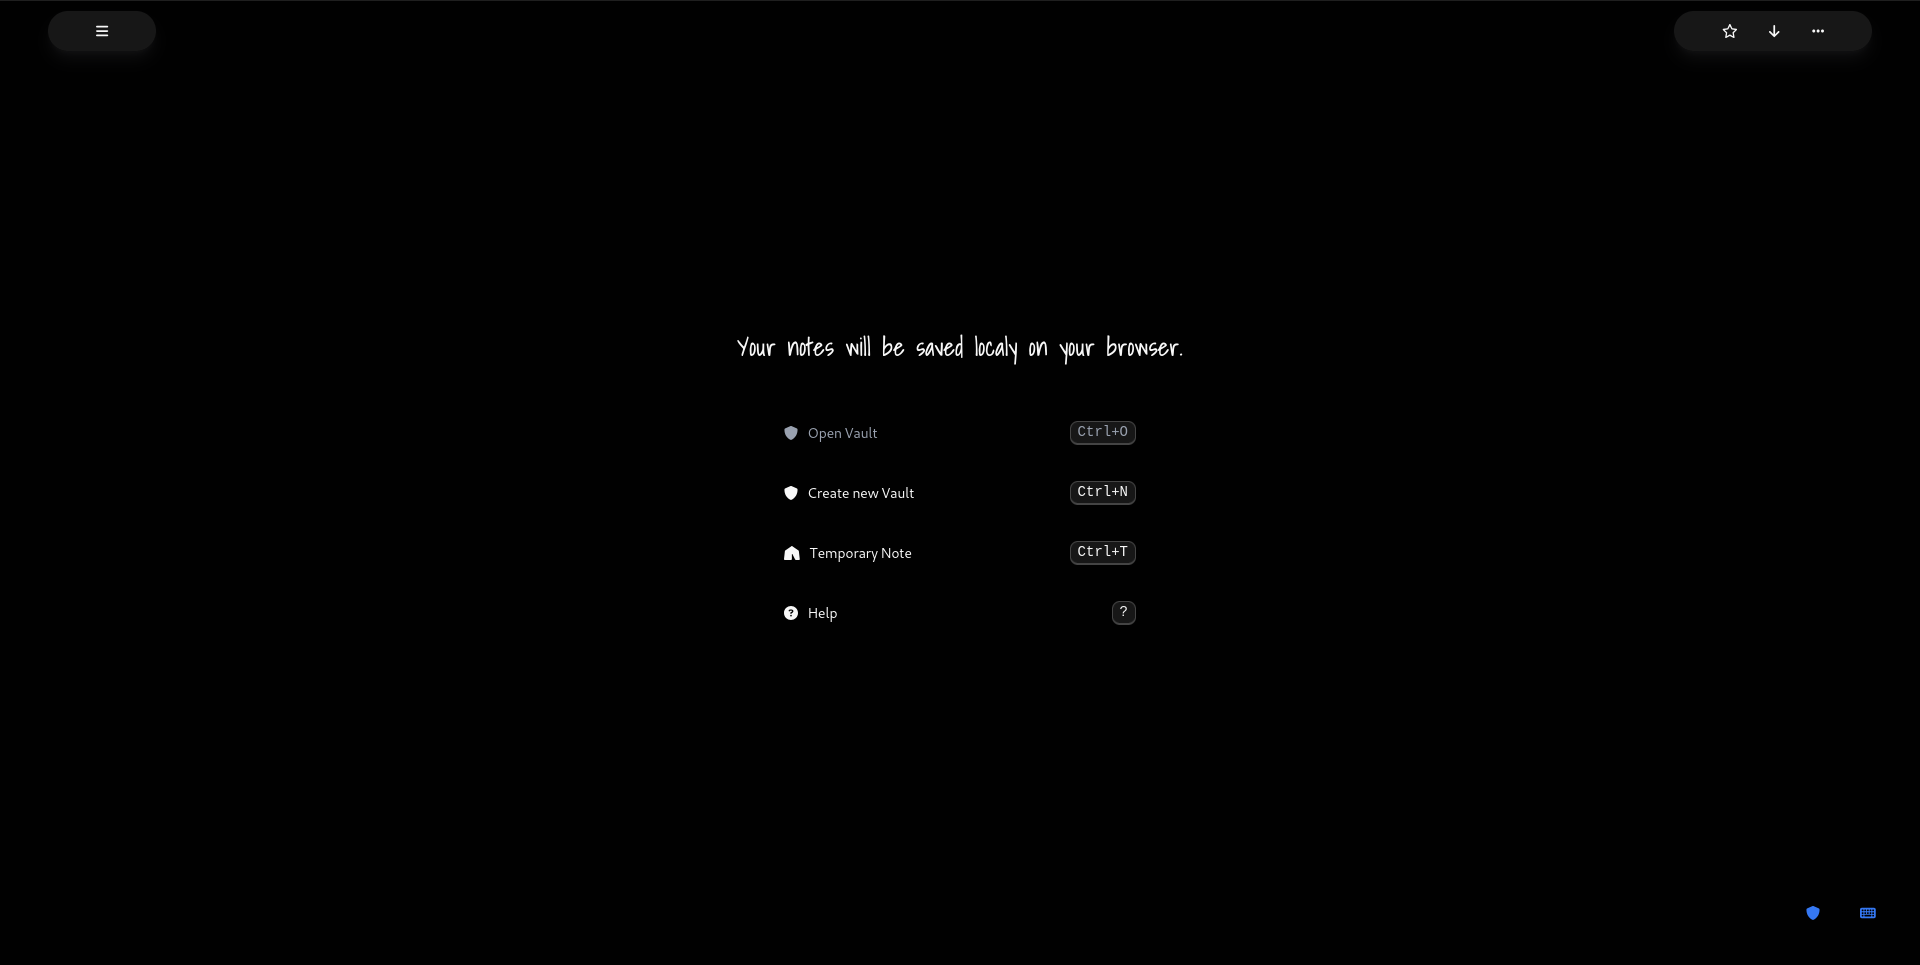 Your notes will be saved localy on your browser.
Open Vault Ctrl+O
Create new Vault Ctrl+N
Temporary Note Ctrl+T
Help ?